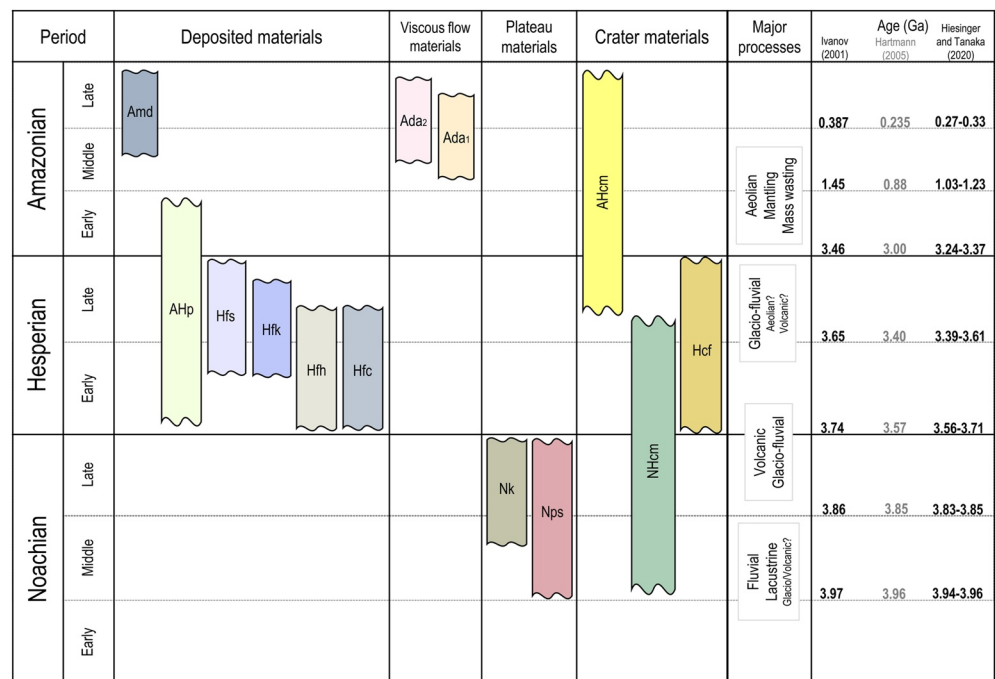 Period
Deposited materials
Viscous flow
materials
Plateau
materials
Crater materials
Major
processes
Age (Ga)
Ivanov
(2001)
Hartmann
(2005)
Hiesinger
and Tanaka
(2020)
Amazonian
Late
Middle
Early
Amd
Ada2
Ada1
AHcm
Aeolian
Mantling
Mass wasting
0.387
0.235
0.27-0.33
1.45
0.88
1.03-1.23
3.46
3.00
3.24-3.37
Hesperian
Late
Early
AHp
Hfs
Hfk
Hfh
Hfc
Hcf
Glacio-fluvial
Aeolian?
Volcanic?
3.65
3.40
3.39-3.61
3.74
3.57
3.56-3.71
Noachian
Late
Middle
Early
Nk
Nps
NHcm
Volcanic
Glacio-fluvial
3.86
3.85
3.83-3.85
Fluvial
Lacustrine
Glacio/Volcanic?
3.97
3.96
3.94-3.96